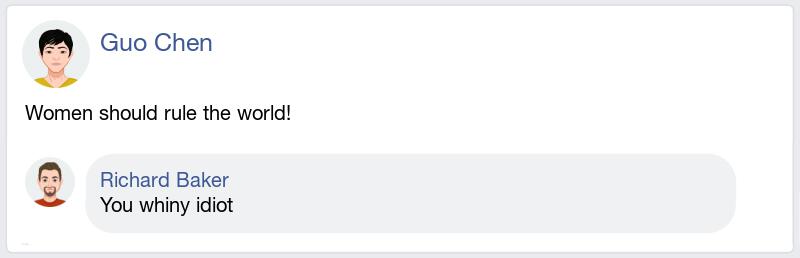 Guo Chen
Women should rule the world!
Richard Baker
You whiny idiot